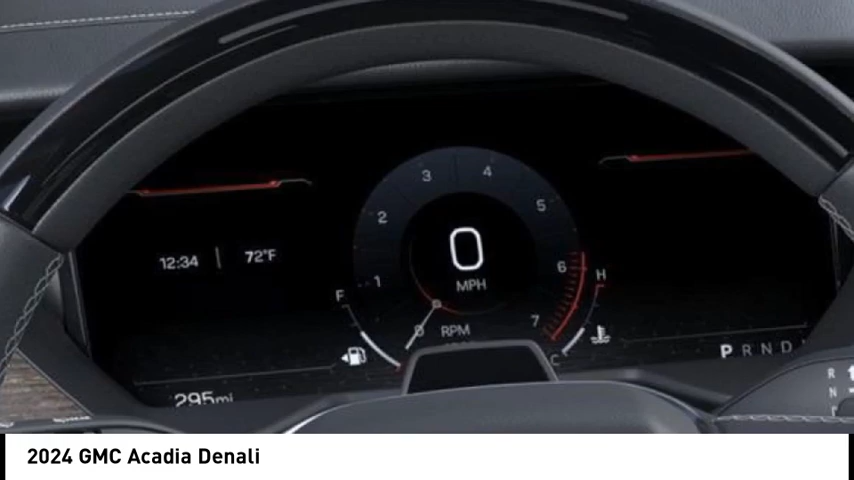 3 4
2 5
12:34 | 72°F
0
6
H
1
MPH
F
7
0 RPM
C
P R N D
295mi
R
N
2024 GMC Acadia Denali